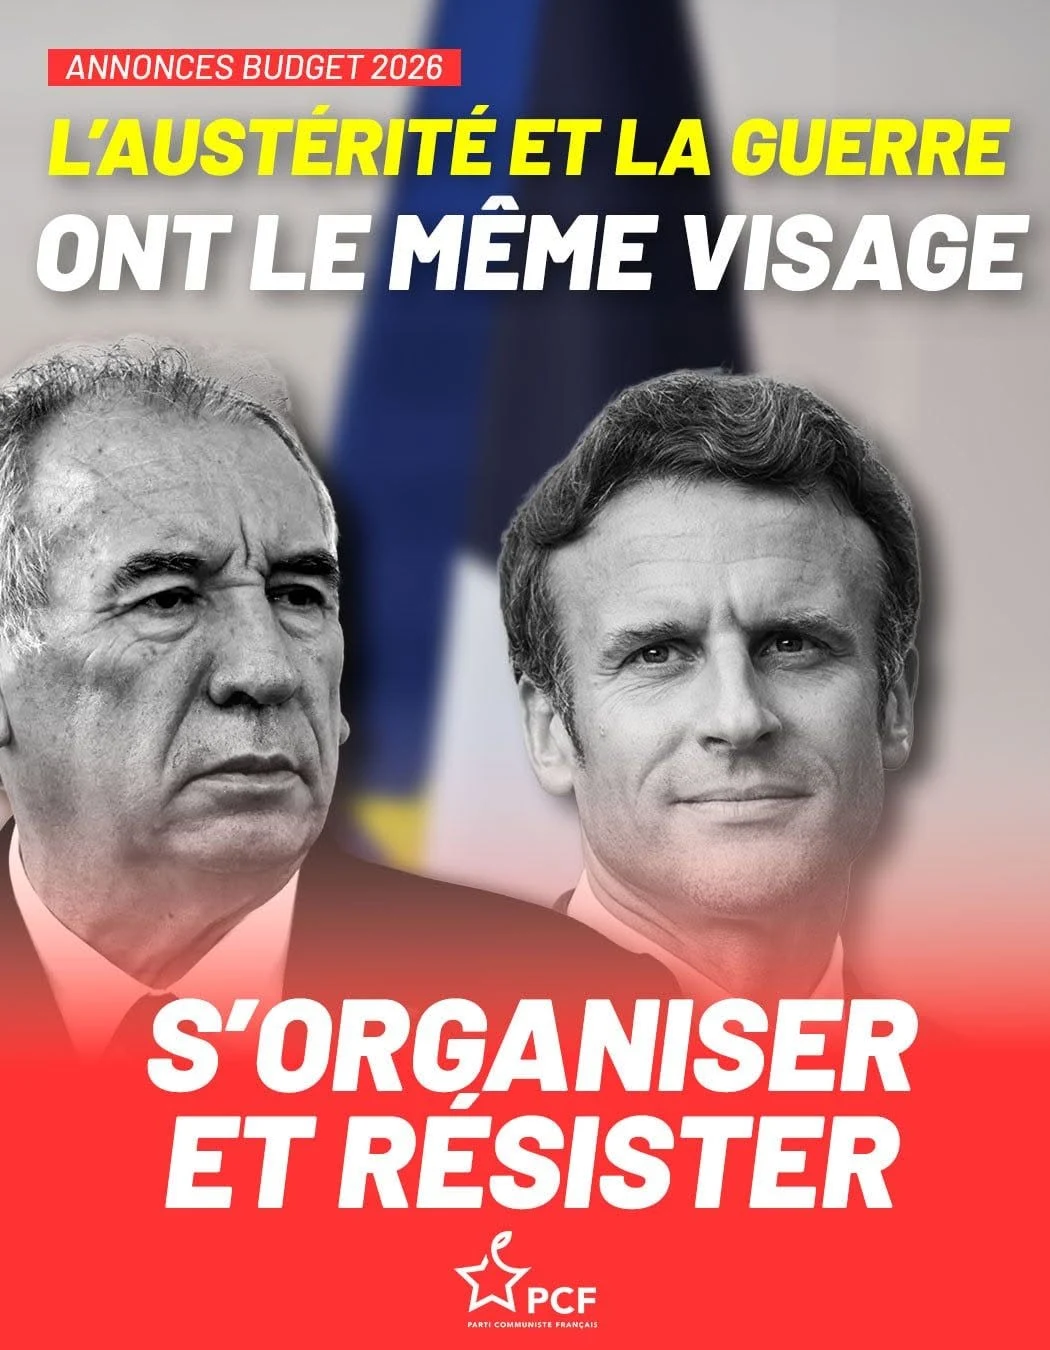 ANNONCES BUDGET 2026
L'AUSTÉRITÉ ET LA GUERRE
ONT LE MÊME VISAGE
S'ORGANISER
ET RÉSISTER
PCF
PARTI COMMUNISTE FRANÇAIS